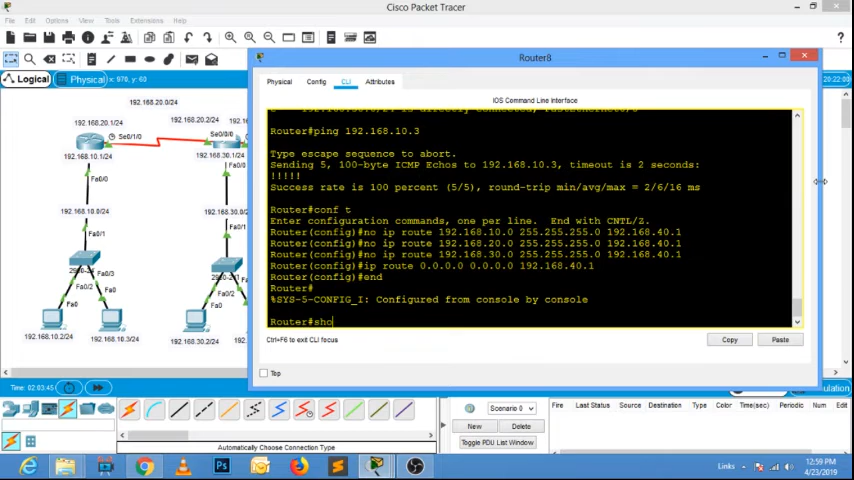 Cisco Packet Tracer
File Edit Options View Tools Extensions Help
Logical
Physical
x: 970, y: 60
20:22:00
192.168.20.0/24
192.168.20.1/24
192.168.20.2/24
Se0/1/0
Se0/0/0
192.168.10.1/24
192.168.30.1/24
Fa0/0
Fa0/0
192.168.10.0/24
192.168.30.0/24
Fa0/1
Fa0/1
Fa0/2
Fa0/3
Fa0/2
Fa0
Fa0
Fa0
192.168.10.2/24
192.168.30.2/24
Router8
Physical Config CLI Attributes
IOS Command Line Interface
Router#ping 192.168.10.3
Type escape sequence to abort.
Sending 5, 100-byte ICMP Echos to 192.168.10.3, timeout is 2 seconds:
!!!!!
Success rate is 100 percent (5/5), round-trip min/avg/max = 2/6/16 ms
Router#conf t
Enter configuration commands, one per line. End with CNTL/Z.
Router(config)#no ip route 192.168.10.0 255.255.255.0 192.168.40.1
Router(config)#no ip route 192.168.20.0 255.255.255.0 192.168.40.1
Router(config)#no ip route 192.168.30.0 255.255.255.0 192.168.40.1
Router(config)#ip route 0.0.0.0 0.0.0.0 192.168.40.1
Router(config)#end
Router#
%SYS-5-CONFIG_I: Configured from console by console
Router#sho
Ctrl+F6 to exit CLI focus
Copy
Paste
Top
Time: 02:03:45
Scenario 0
New
Delete
Toggle PDU List Window
Fire Last Status Source Destination Type Color Time(sec) Periodic Num Edit
Automatically Choose Connection Type
Links
12:59 PM
4/23/2019